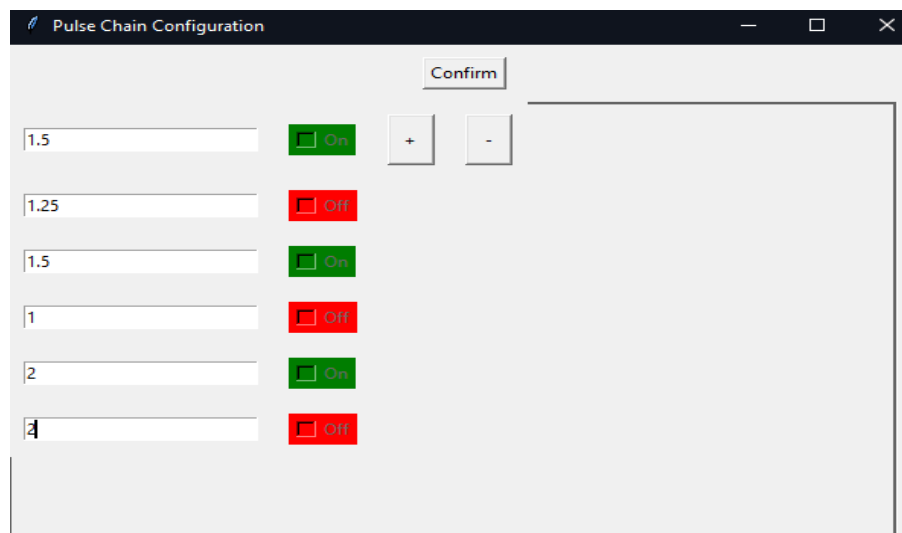 Pulse Chain Configuration
Confirm
1.5 On + -
1.25 Off
1.5 On
1 Off
2 On
2 Off